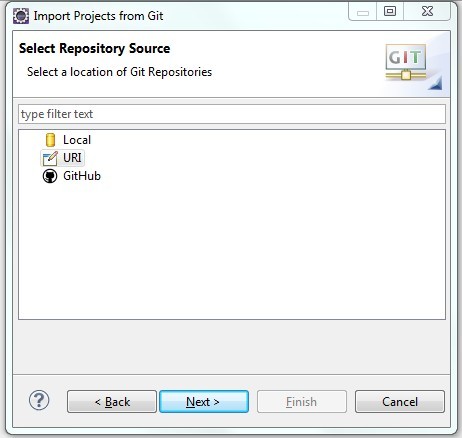 Import Projects from Git
Select Repository Source
Select a location of Git Repositories
GIT
type filter text
Local
URI
GitHub
?
< Back
Next >
Finish
Cancel